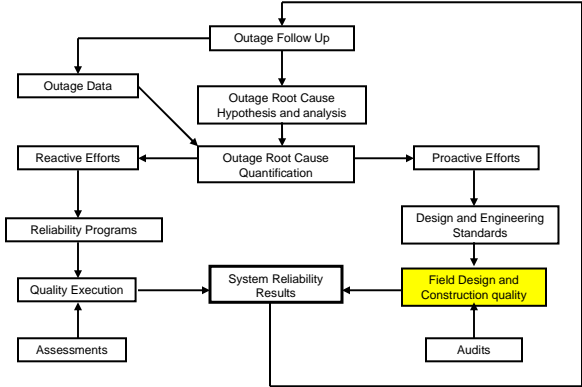 Outage Follow Up
Outage Data
Outage Root Cause
Hypothesis and analysis
Reactive Efforts
Outage Root Cause
Quantification
Proactive Efforts
Reliability Programs
Design and Engineering
Standards
Quality Execution
System Reliability
Results
Field Design and
Construction quality
Assessments
Audits